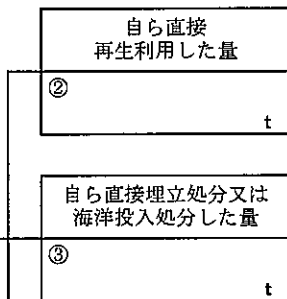 自ら直接
再生利用した量
②
t
自ら直接埋立処分又は
海洋投入処分した量
③
t